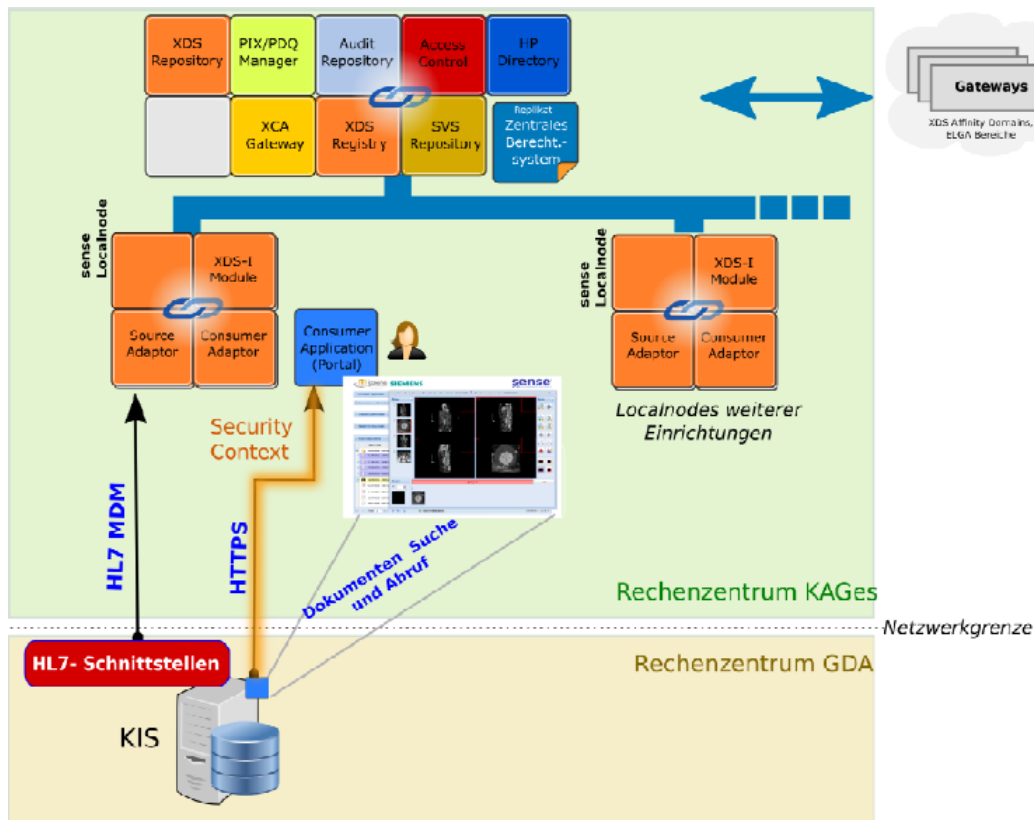 XDS
Repository
PIX/PDQ
Manager
Audit
Repository
Access
Control
HP
Directory
XCA
Gateway
XDS
Registry
SVS
Repository
Replikat
Zentrales
Berecht.-
system
Gateways
XDS Affinity Domains,
ELGA Bereiche
sense
Localnode
XDS-I
Module
Source
Adaptor
Consumer
Adaptor
Consumer
Application
(Portal)
sense
Localnode
XDS-I
Module
Source
Adaptor
Consumer
Adaptor
SIEMENS
sense
Localnodes weiterer
Einrichtungen
Security
Context
HL7 MDM
HTTPS
Dokumenten Suche
und Abruf
Rechenzentrum KAGes
Netzwerkgrenze
HL7- Schnittstellen
Rechenzentrum GDA
KIS